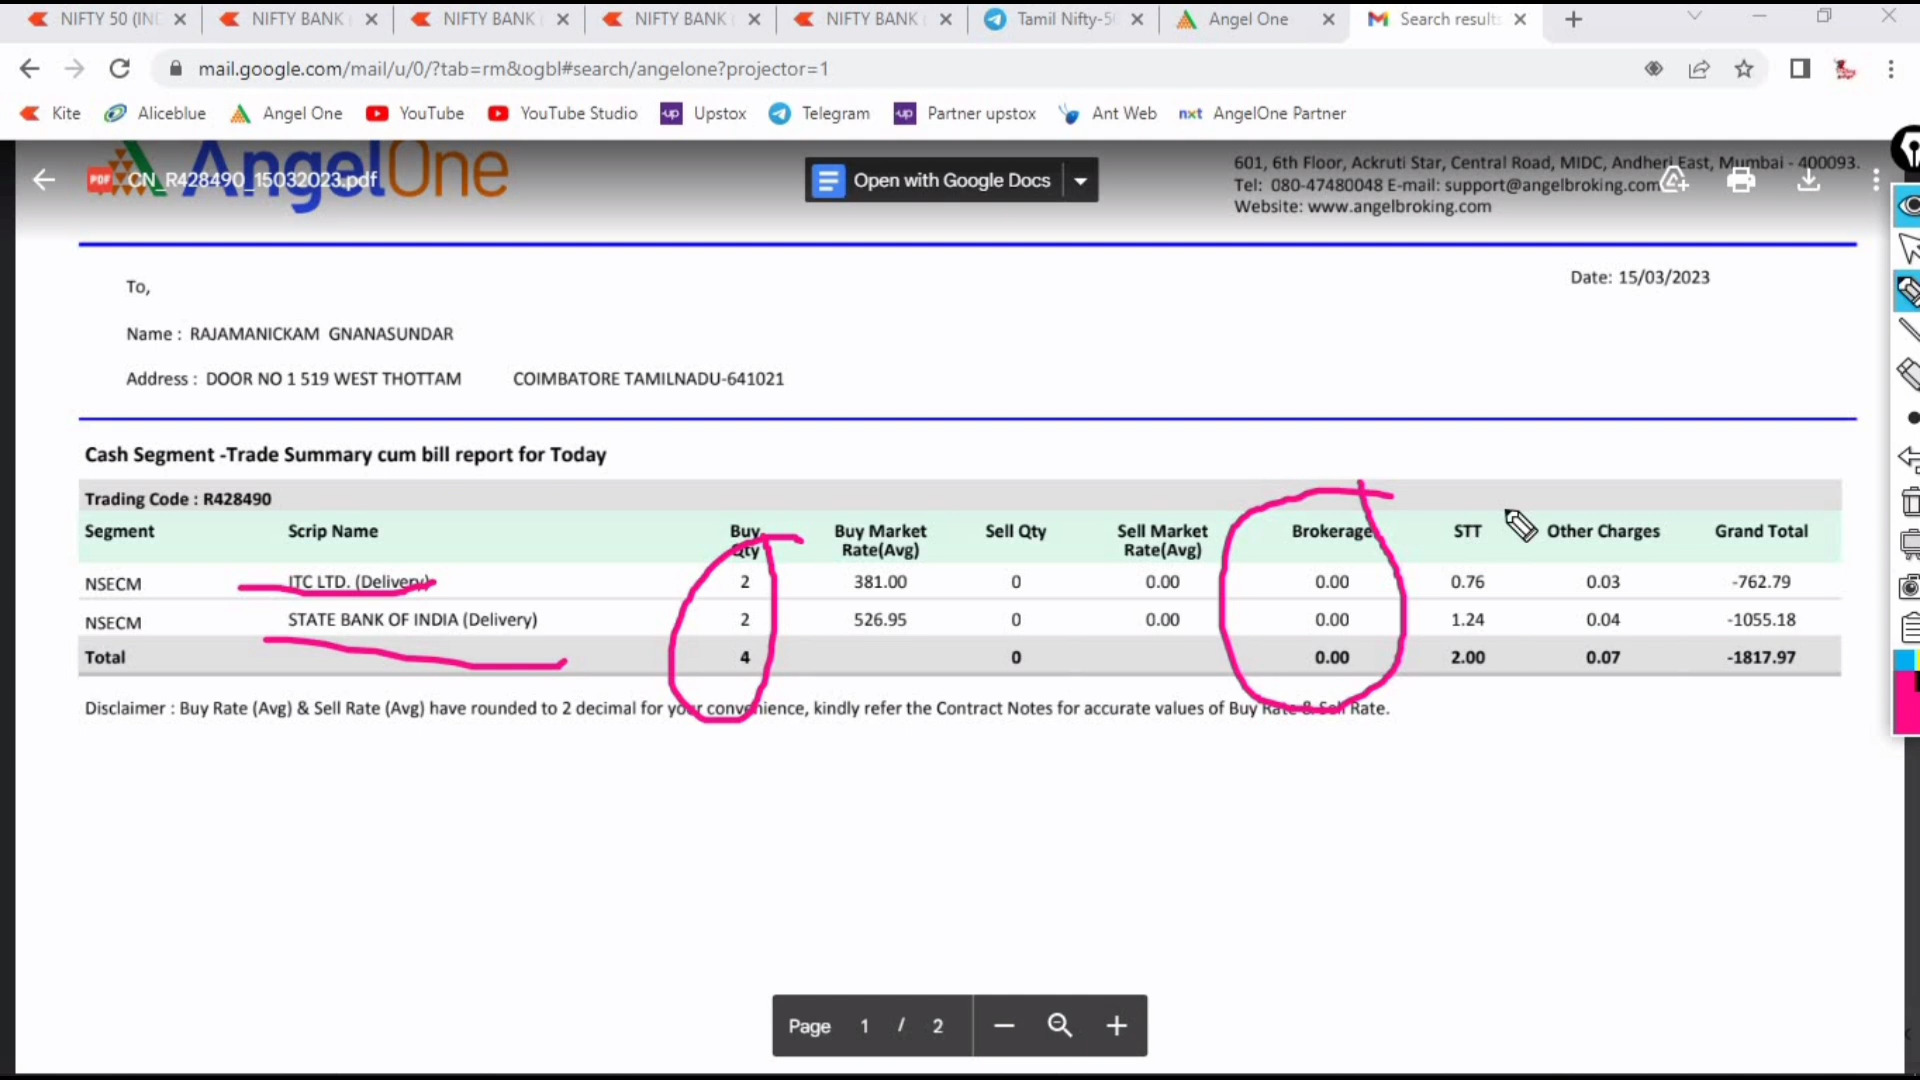 NIFTY 50 (IN NIFTY BANK NIFTY BANK NIFTY BANK NIFTY BANK Tamil Nifty-5 Angel One Search results
mail.google.com/mail/u/0/?tab=rm&ogbl#search/angelone?projector=1
Kite Aliceblue Angel One YouTube YouTube Studio Upstox Telegram Partner upstox Ant Web nxt AngelOne Partner
AngelOne
PDF CN_R428490_15032023.pdf
Open with Google Docs
601, 6th Floor, Ackruti Star, Central Road, MIDC, Andheri East, Mumbai - 400093.
Tel: 080-47480048 E-mail: support@angelbroking.com
Website: www.angelbroking.com
Date: 15/03/2023
To,
Name : RAJAMANICKAM GNANASUNDAR
Address : DOOR NO 1 519 WEST THOTTAM COIMBATORE TAMILNADU-641021
Cash Segment -Trade Summary cum bill report for Today
Trading Code : R428490
Segment Scrip Name Buy Qty Buy Market Rate(Avg) Sell Qty Sell Market Rate(Avg) Brokerage STT Other Charges Grand Total
NSECM ITC LTD. (Delivery) 2 381.00 0 0.00 0.00 0.76 0.03 -762.79
NSECM STATE BANK OF INDIA (Delivery) 2 526.95 0 0.00 0.00 1.24 0.04 -1055.18
Total 4 0 0.00 2.00 0.07 -1817.97
Disclaimer : Buy Rate (Avg) & Sell Rate (Avg) have rounded to 2 decimal for your convenience, kindly refer the Contract Notes for accurate values of Buy Rate & Sell Rate.
Page 1 / 2